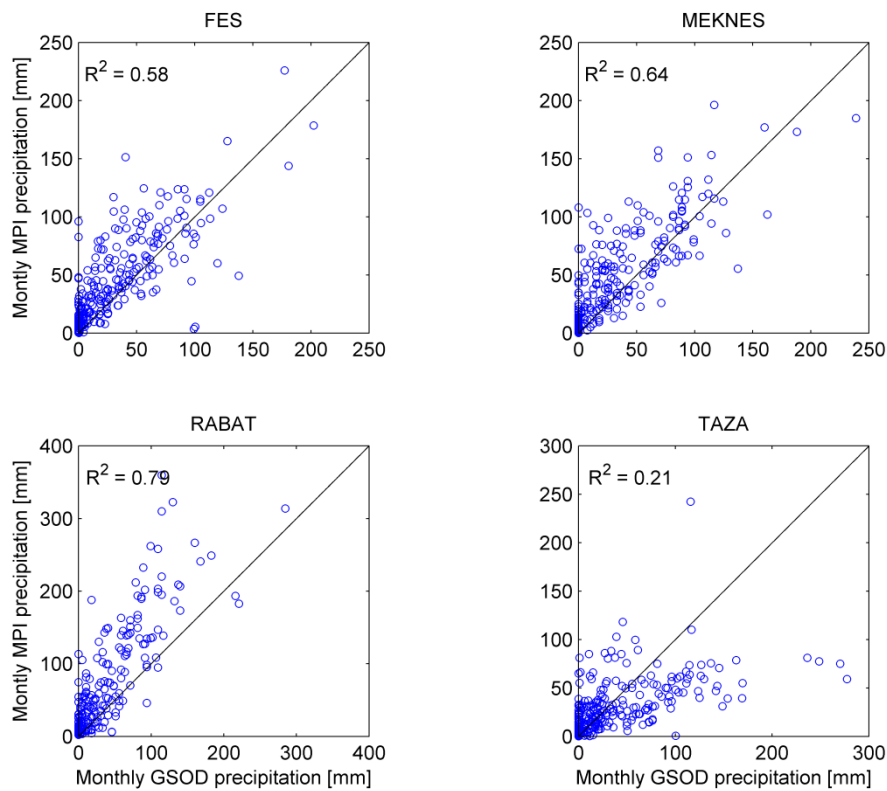 FES
250
200
150
100
50
0
R² = 0.58
Montly MPI precipitation [mm]
0 50 100 150 200 250
MEKNES
250
200
150
100
50
0
R² = 0.64
0 50 100 150 200 250
RABAT
400
300
200
100
0
R² = 0.79
Montly MPI precipitation [mm]
0 100 200 300 400
Monthly GSOD precipitation [mm]
TAZA
300
250
200
150
100
50
0
R² = 0.21
0 100 200 300
Monthly GSOD precipitation [mm]